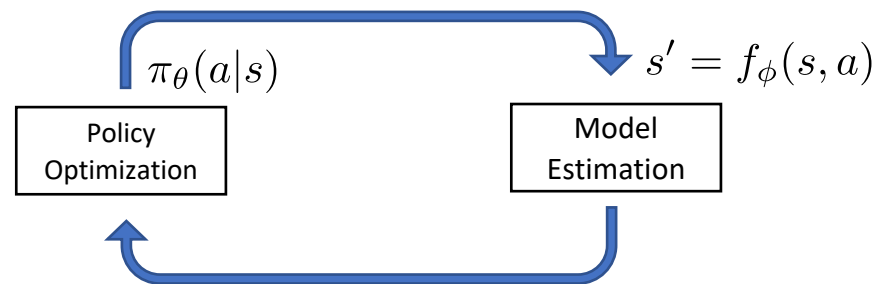 π_θ(a|s)
s′ = f_ϕ(s, a)
Policy
Optimization
Model
Estimation